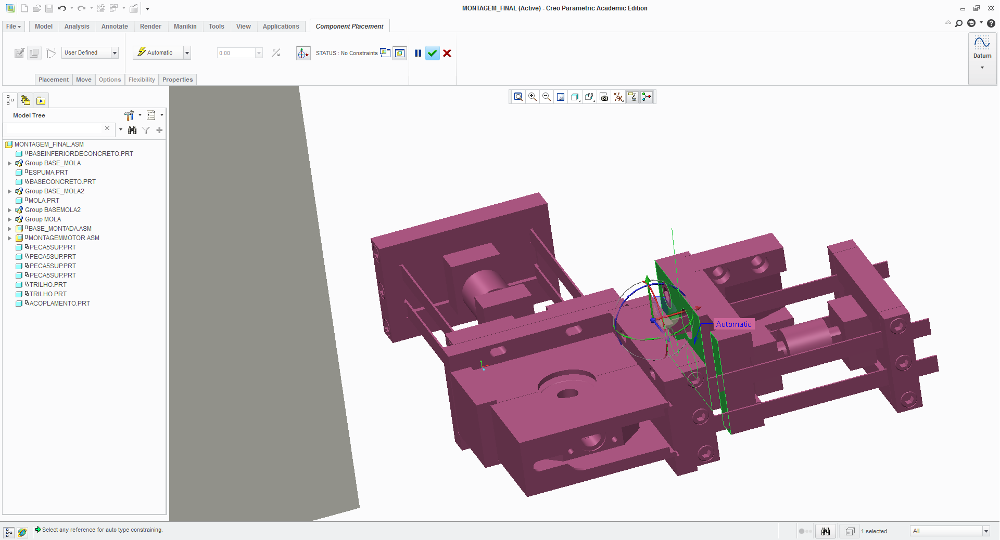 MONTAGEM_FINAL (Active) - Creo Parametric Academic Edition
File Model Analysis Annotate Render Manikin Tools View Applications Component Placement
User Defined Automatic 0.00 STATUS : No Constraints
Datum
Placement Move Options Flexibility Properties
Model Tree
MONTAGEM_FINAL.ASM
BASEINFERIORDECONCRETO.PRT
Group BASE_MOLA
ESPUMA.PRT
BASECONCRETO.PRT
Group BASE_MOLA2
MOLA.PRT
Group BASEMOLA2
Group MOLA
BASE_MONTADA.ASM
MONTAGEMMOTOR.ASM
PECA5SUP.PRT
PECA5SUP.PRT
PECA5SUP.PRT
PECA5SUP.PRT
TRILHO.PRT
TRILHO.PRT
ACOPLAMENTO.PRT
Automatic
Select any reference for auto type constraining.
1 selected
All